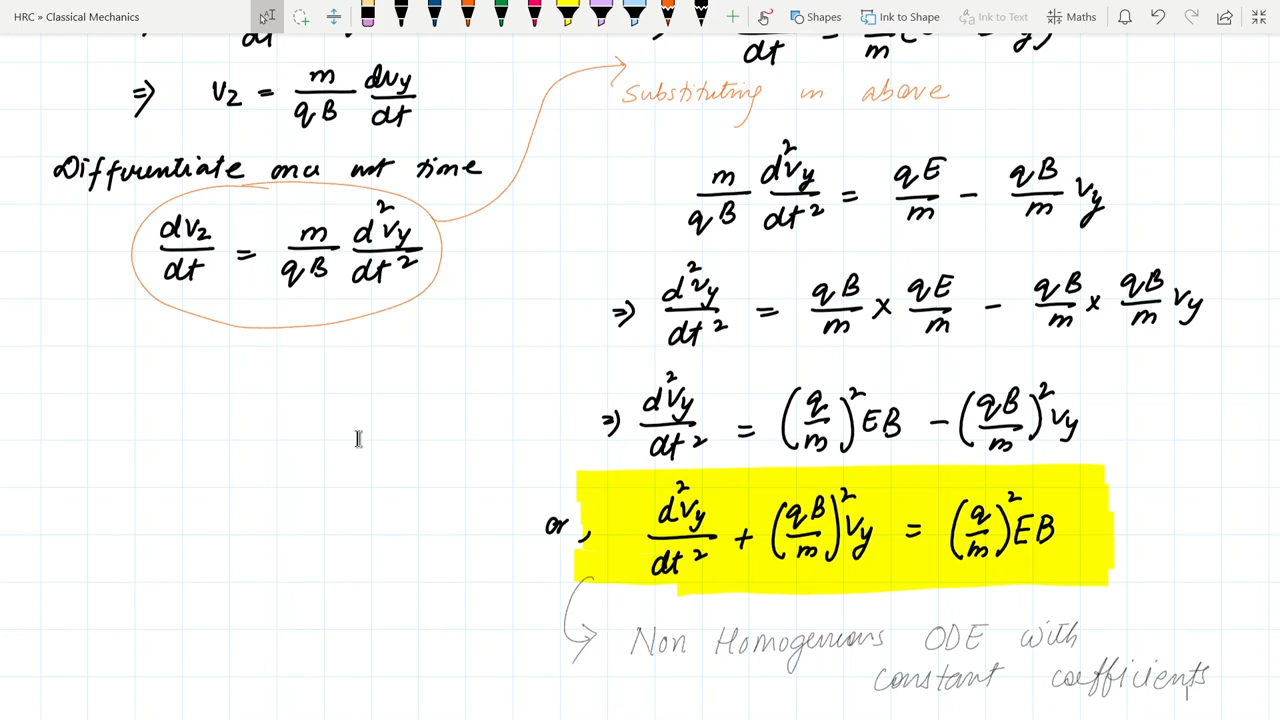 HRC » Classical Mechanics
Shapes
Ink to Shape
Ink to Text
Maths
⇒ v_z = m/qB dv_y/dt
Differentiate once wrt time
dv_z/dt = m/qB d²v_y/dt²
substituting in above
m/qB d²v_y/dt² = qE/m − qB/m v_y
⇒ d²v_y/dt² = qB/m × qE/m − qB/m × qB/m v_y
⇒ d²v_y/dt² = (q/m)² EB − (qB/m)² v_y
or, d²v_y/dt² + (qB/m)² v_y = (q/m)² EB
Non Homogenious ODE with
constant coefficients